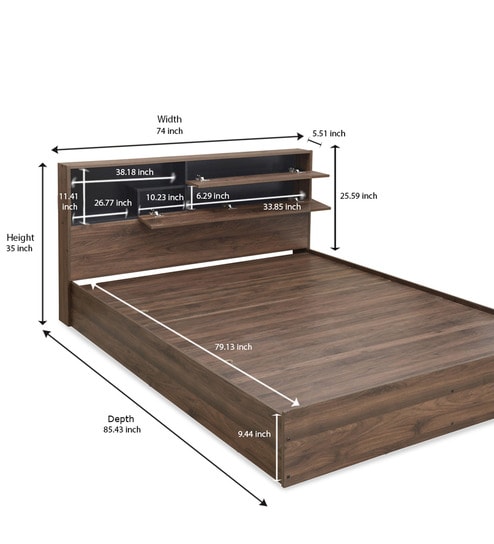 Width
74 inch
5.51 inch
38.18 inch
11.41
inch
26.77 inch
10.23 inch
6.29 inch
33.85 inch
25.59 inch
Height
35 inch
79.13 inch
Depth
85.43 inch
9.44 inch